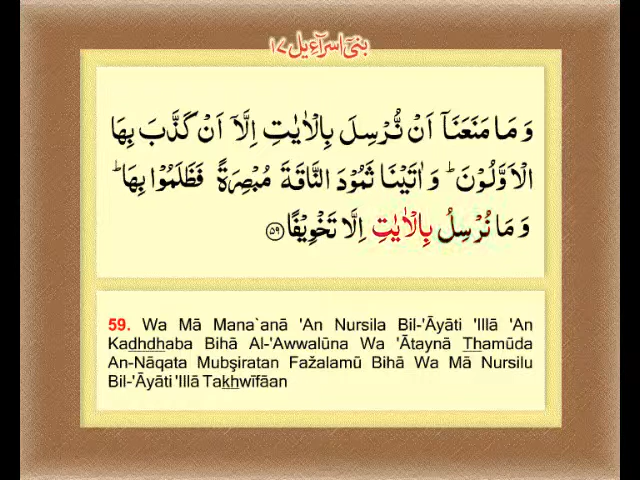 بنیٓ اسرآءیل ١٧
وَ مَا مَنَعَنَاۤ اَنْ نُّرْسِلَ بِالْاٰیٰتِ اِلَّاۤ اَنْ كَذَّبَ بِهَا
الْاَوَّلُوْنَ ؕ وَ اٰتَیْنَا ثَمُوْدَ النَّاقَةَ مُبْصِرَةً فَظَلَمُوْا بِهَا ؕ
وَ مَا نُرْسِلُ بِالْاٰیٰتِ اِلَّا تَخْوِیْفًا ۝۵۹
59. Wa Mā Mana`anā 'An Nursila Bil-'Āyāti 'Illā 'An
Kadhdhaba Bihā Al-'Awwalūna Wa 'Ātaynā Thamūda
An-Nāqata Mubşiratan Fažalamū Bihā Wa Mā Nursilu
Bil-'Āyāti 'Illā Takhwīfāan